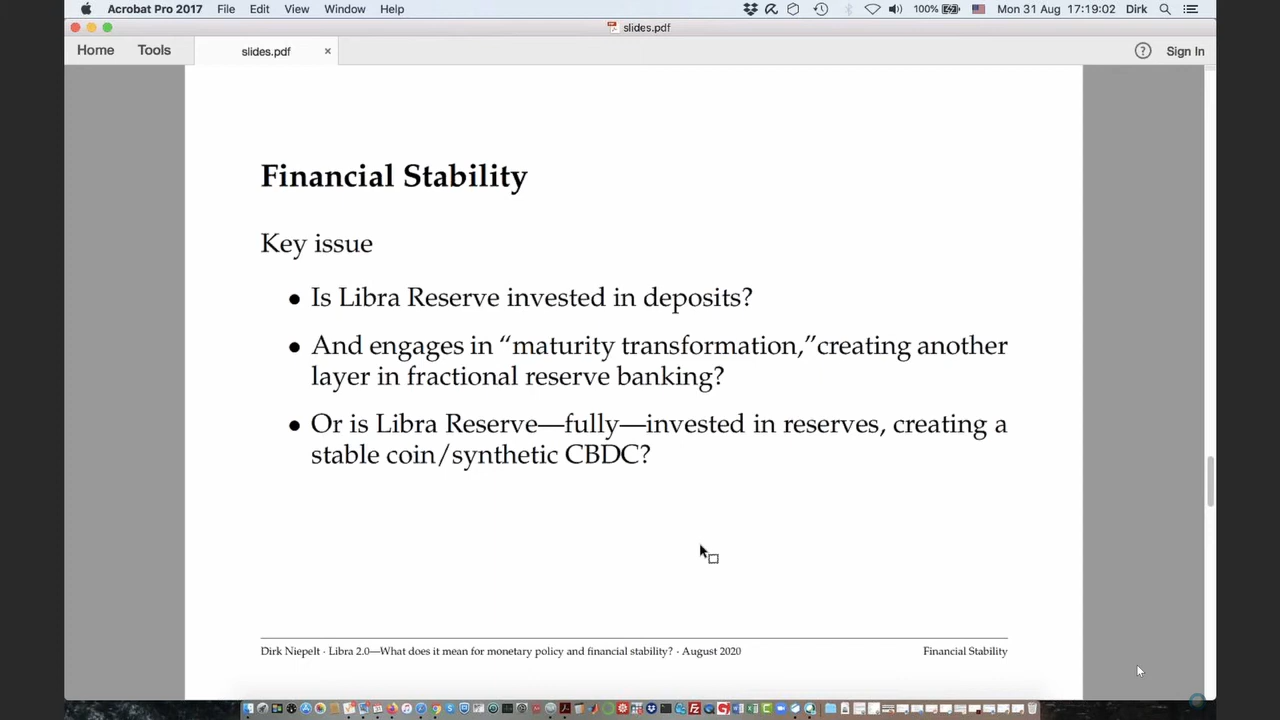 Acrobat Pro 2017 File Edit View Window Help 100% Mon 31 Aug 17:19:02 Dirk
slides.pdf
Home Tools slides.pdf × ? Sign In
Financial Stability
Key issue
• Is Libra Reserve invested in deposits?
• And engages in “maturity transformation,”creating another
layer in fractional reserve banking?
• Or is Libra Reserve—fully—invested in reserves, creating a
stable coin/synthetic CBDC?
Dirk Niepelt · Libra 2.0—What does it mean for monetary policy and financial stability? · August 2020 Financial Stability